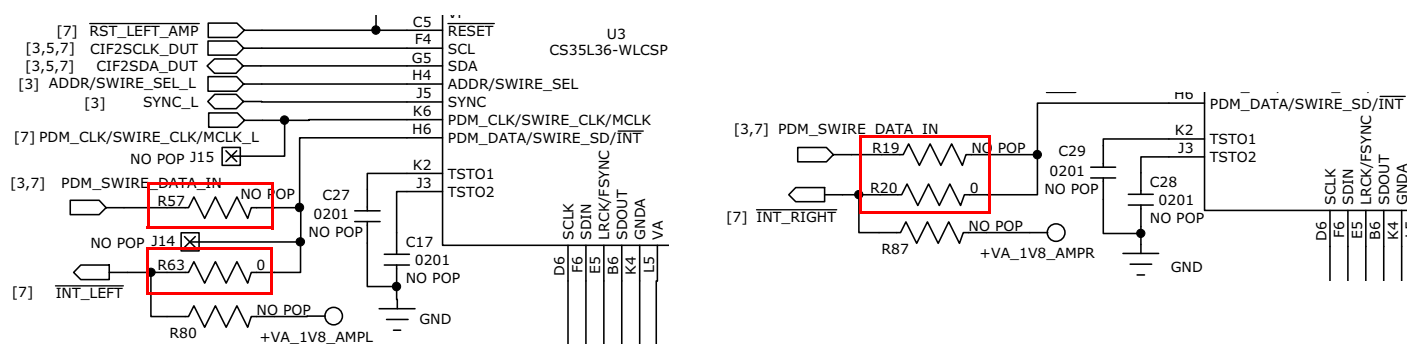 [7] RST_LEFT_AMP
C5 RESET
U3
CS35L36-WLCSP
[3,5,7] CIF2SCLK_DUT
F4 SCL
[3,5,7] CIF2SDA_DUT
G5 SDA
[3] ADDR/SWIRE_SEL_L
H4 ADDR/SWIRE_SEL
[3] SYNC_L
J5 SYNC
K6 PDM_CLK/SWIRE_CLK/MCLK
[7] PDM_CLK/SWIRE_CLK/MCLK_L
H6 PDM_DATA/SWIRE_SD/INT
NO POP J15
K2 TSTO1
J3 TSTO2
[3,7] PDM_SWIRE_DATA_IN
R57 NO POP
C27
0201
NO POP
NO POP J14
R63 0
[7] INT_LEFT
R80 NO POP
+VA_1V8_AMPL
C17
0201
NO POP
GND
SCLK
SDIN
LRCK/FSYNC
SDOUT
GNDA
VA
D6
F6
E5
B6
K4
L5
H6 PDM_DATA/SWIRE_SD/INT
[3,7] PDM_SWIRE_DATA_IN
R19 NO POP
R20 0
[7] INT_RIGHT
R87 NO POP
+VA_1V8_AMPR
K2 TSTO1
J3 TSTO2
C29
0201
NO POP
C28
0201
NO POP
GND
SCLK
SDIN
LRCK/FSYNC
SDOUT
GNDA
D6
F6
E5
B6
K4